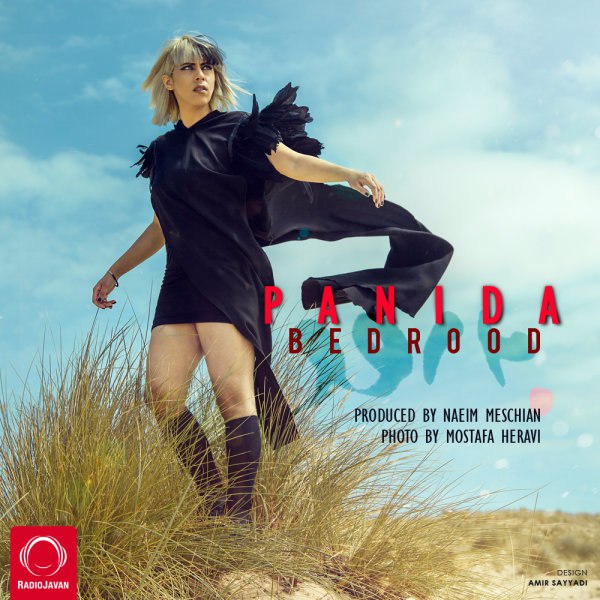 PANIDA
BEDROOD
PRODUCED BY NAEIM MESCHIAN
PHOTO BY MOSTAFA HERAVI
RADIOJAVAN
DESIGN
AMIR SAYYADI